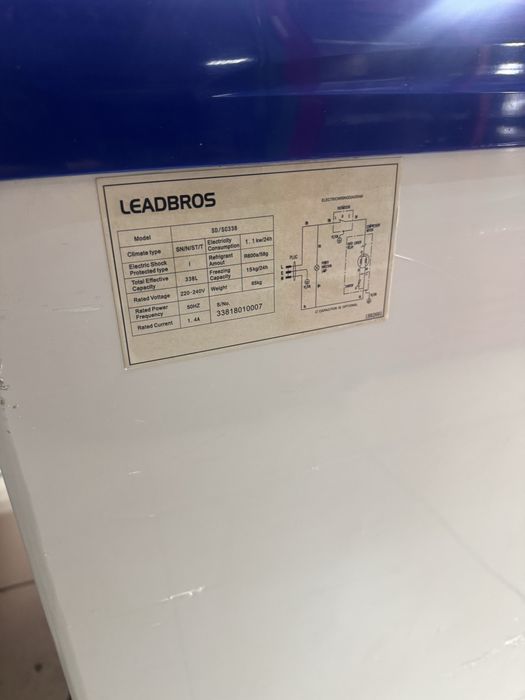 LEADBROS
Model SD/SC338
Climate type SN/N/ST/T Electricity Consumption 1.1kw/24h
Electric Shock Protected type I Refrigrant Amout R600a/58g
Total Effective Capacity 338L Freezing Capacity 15kg/24h
Rated Voltage 220-240V Weight 65kg
Rated Power Frequency 50HZ S/No. 33818010007
Rated Current 1.4A
PLUG
L
N